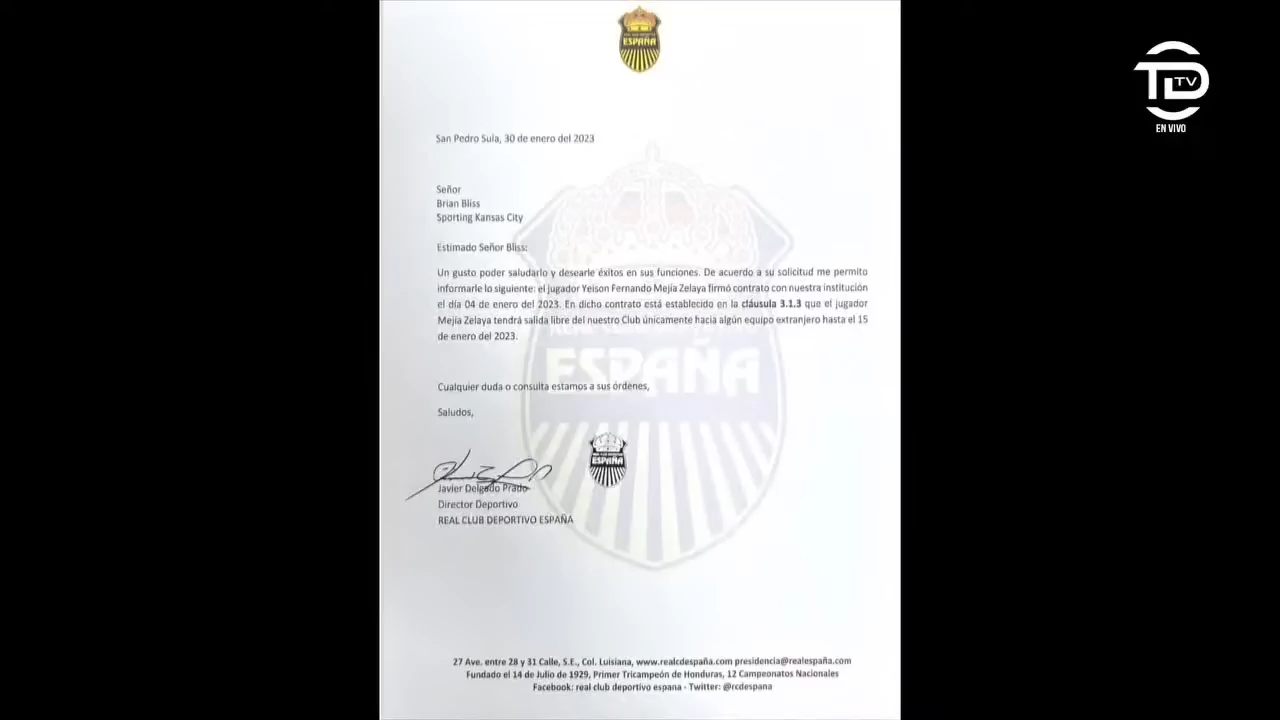 ESPAÑA
TD TV
EN VIVO
San Pedro Sula, 30 de enero del 2023
Señor
Brian Bliss
Sporting Kansas City
Estimado Señor Bliss:
Un gusto poder saludarlo y desearle éxitos en sus funciones. De acuerdo a su solicitud me permito
informarle lo siguiente: el jugador Yeison Fernando Mejía Zelaya firmó contrato con nuestra institución
el día 04 de enero del 2023. En dicho contrato está establecido en la cláusula 3.1.3 que el jugador
Mejía Zelaya tendrá salida libre del nuestro Club únicamente hacia algún equipo extranjero hasta el 15
de enero del 2023.
ESPAÑA
Cualquier duda o consulta estamos a sus órdenes,
Saludos,
ESPAÑA
Javier Delgado Prado
Director Deportivo
REAL CLUB DEPORTIVO ESPAÑA
27 Ave. entre 28 y 31 Calle, S.E., Col. Luisiana, www.realcdespaña.com presidencia@realespaña.com
Fundado el 14 de Julio de 1929, Primer Tricampeón de Honduras, 12 Campeonatos Nacionales
Facebook: real club deportivo espana - Twitter: @rcdespana